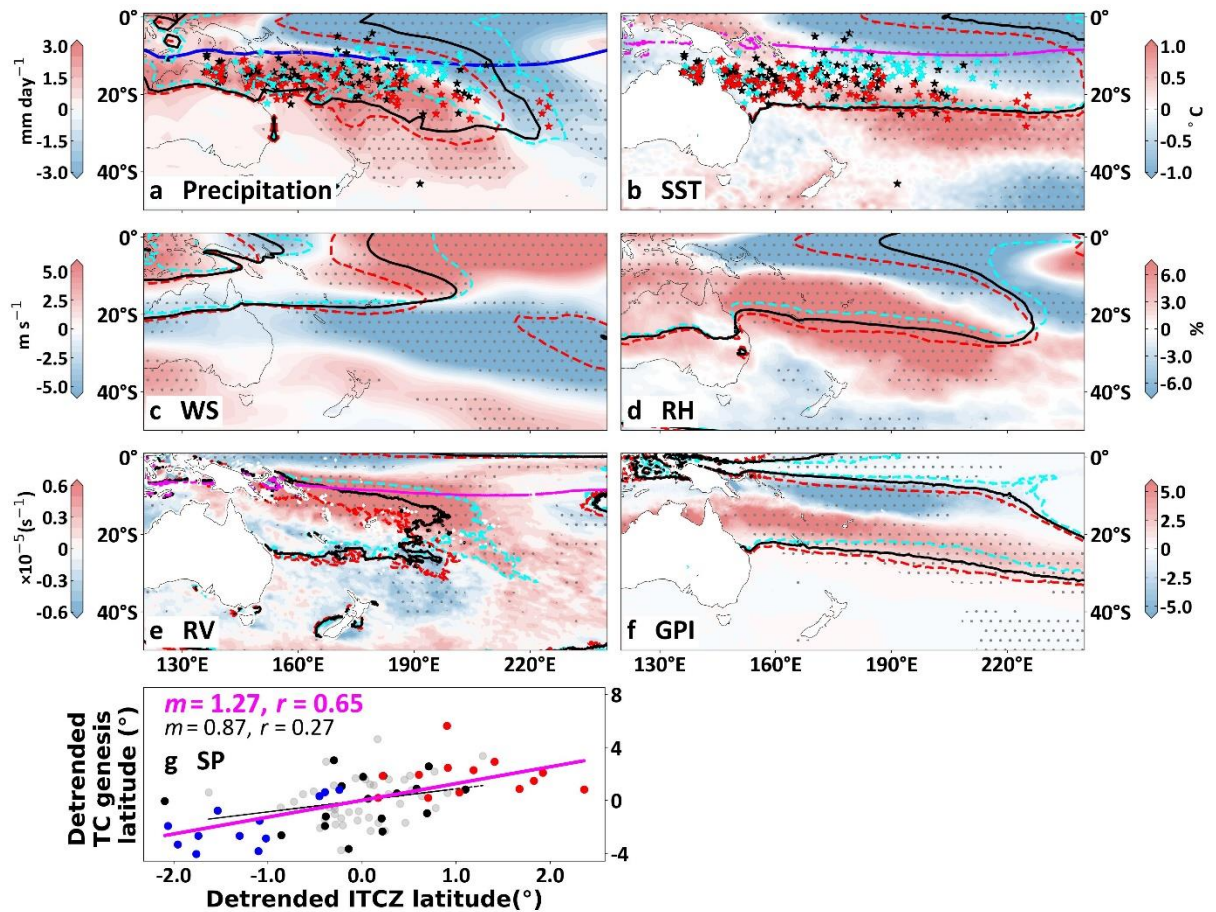 3.0
1.5
0
-1.5
-3.0
mm day⁻¹
0°
20°S
40°S
a Precipitation
0°
20°S
40°S
b SST
1.0
0.5
0
-0.5
-1.0
°C
5.0
2.5
0
-2.5
-5.0
m s⁻¹
0°
20°S
40°S
c WS
0°
20°S
40°S
d RH
6.0
3.0
0
-3.0
-6.0
%
0.6
0.3
0
-0.3
-0.6
×10⁻⁵(s⁻¹)
0°
20°S
40°S
e RV
130°E 160°E 190°E 220°E
0°
20°S
40°S
f GPI
130°E 160°E 190°E 220°E
5.0
2.5
0
-2.5
-5.0
m = 1.27, r = 0.65
m = 0.87, r = 0.27
g SP
Detrended
TC genesis
latitude (°)
8
4
0
-4
-2.0 -1.0 0.0 1.0 2.0
Detrended ITCZ latitude(°)